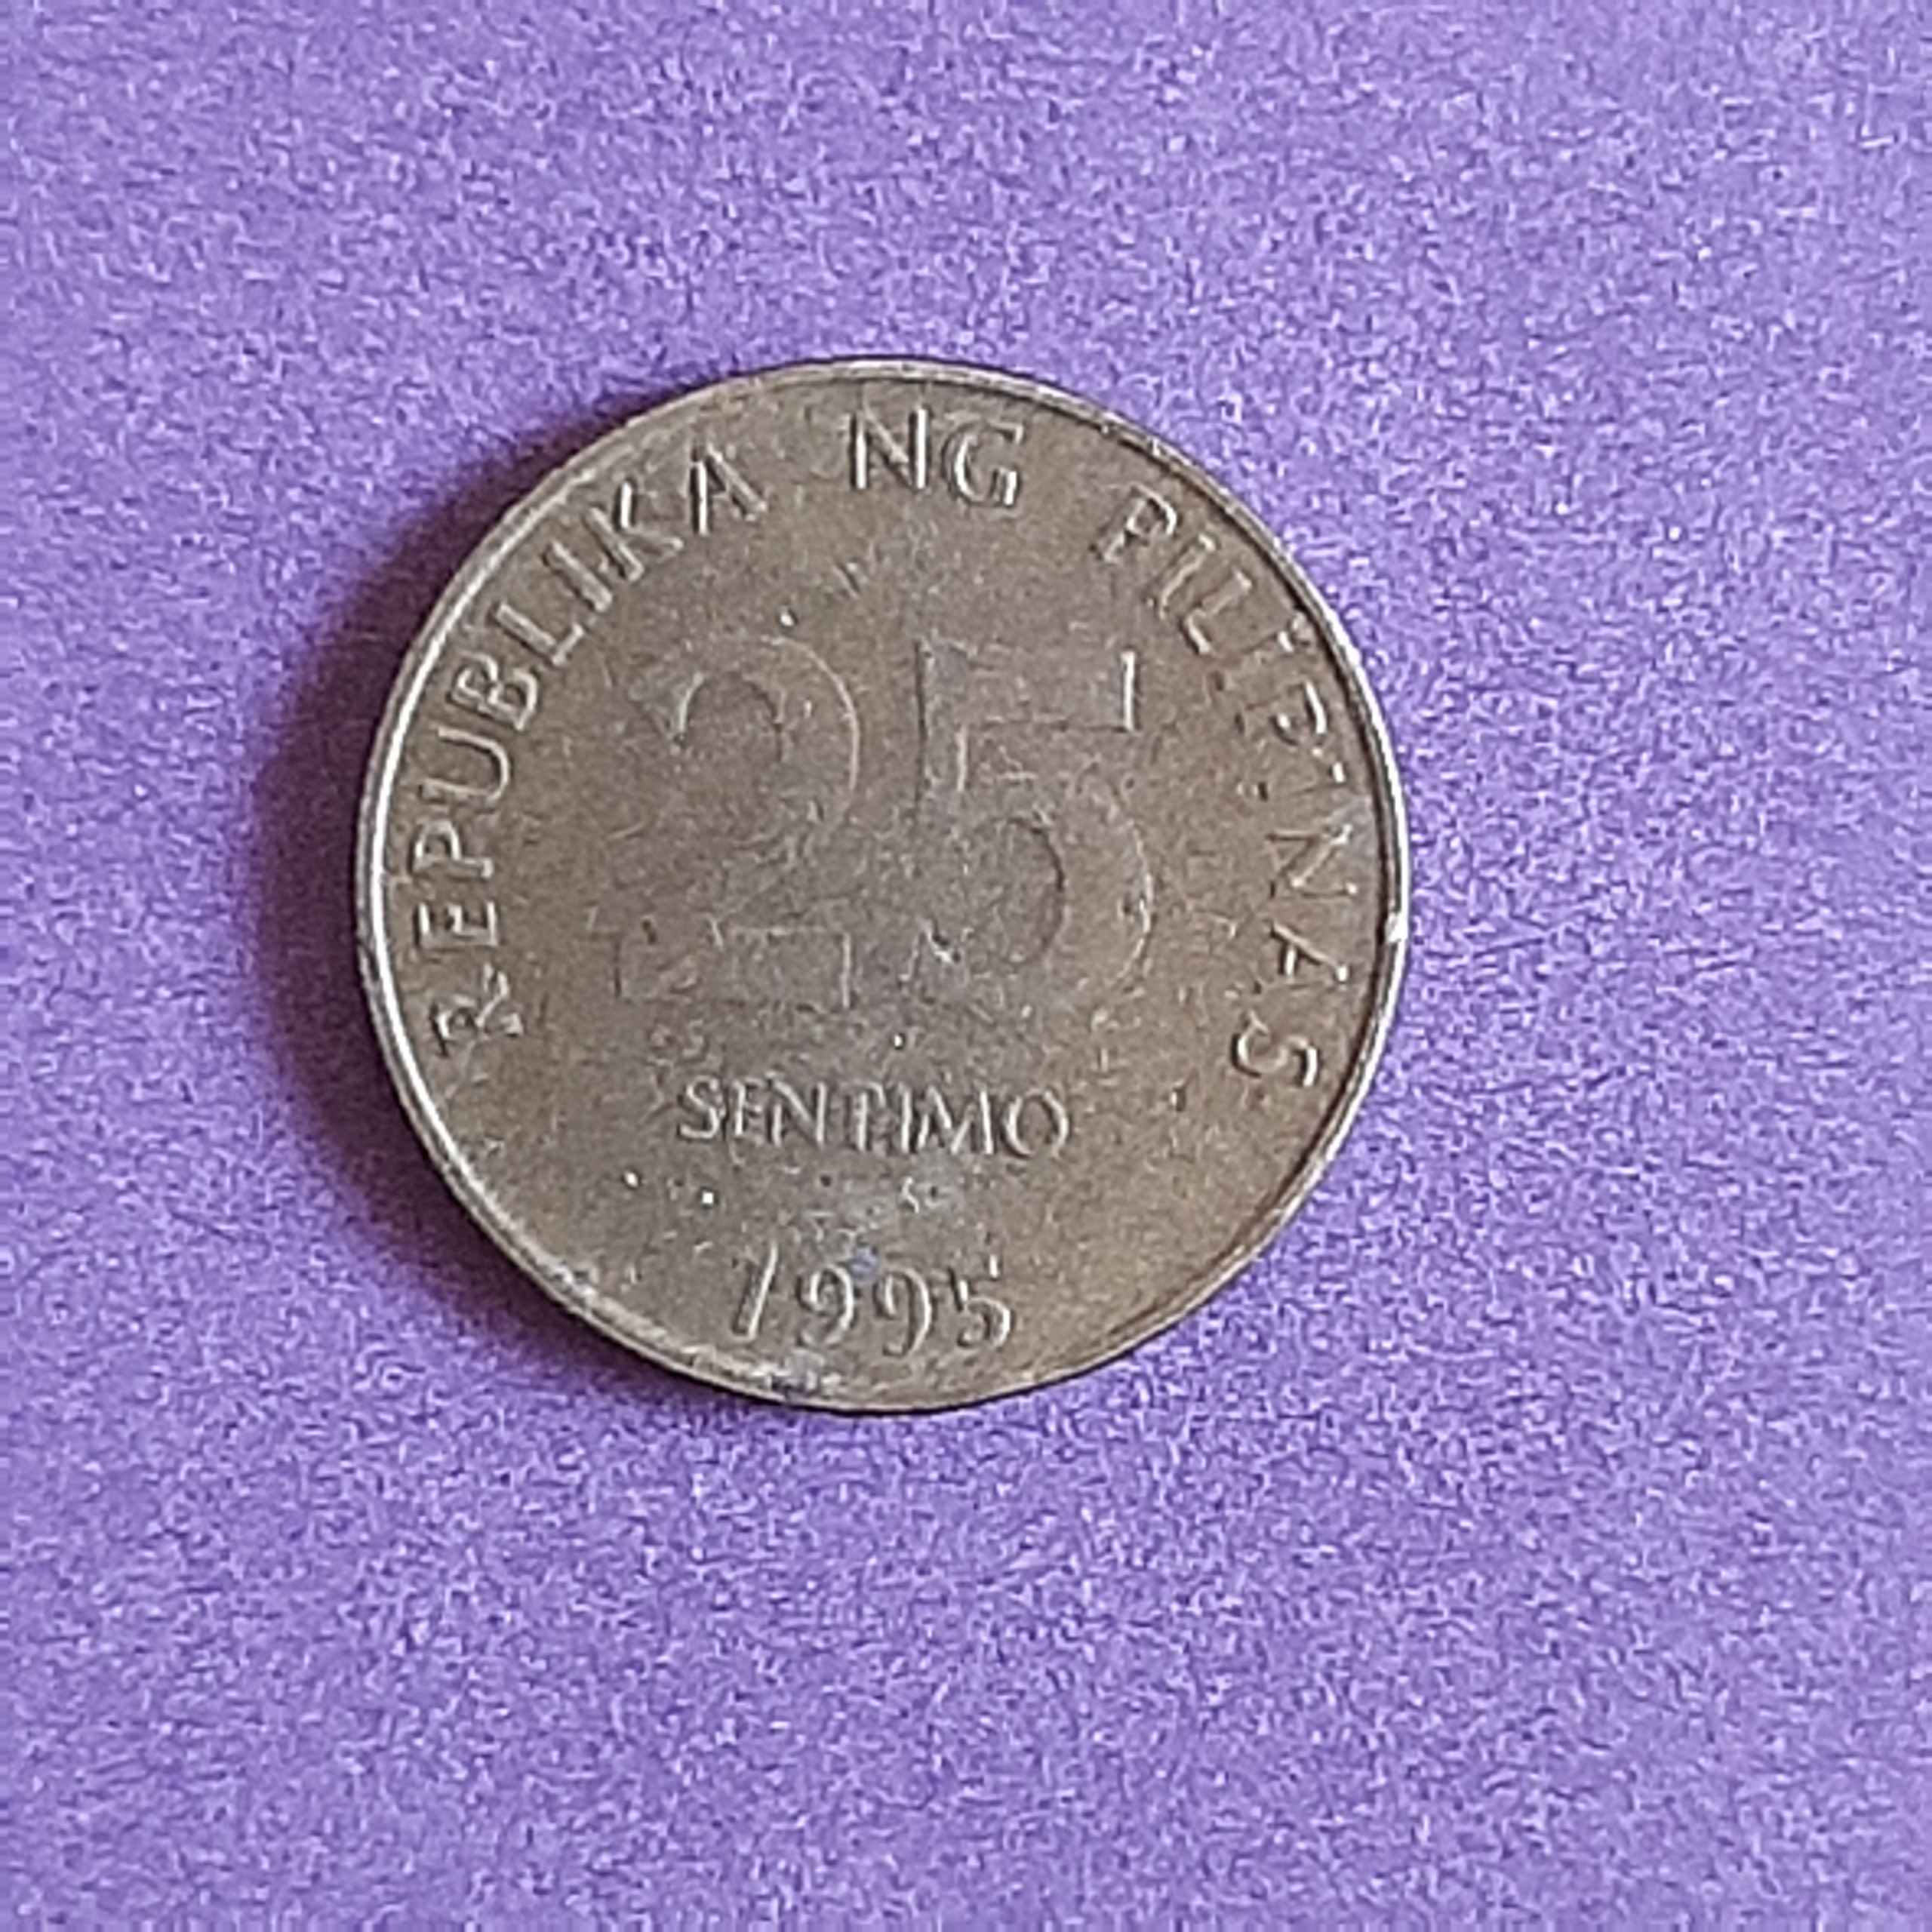 REPUBLIKA NG PILIPINAS
25
SENTIMO
1995